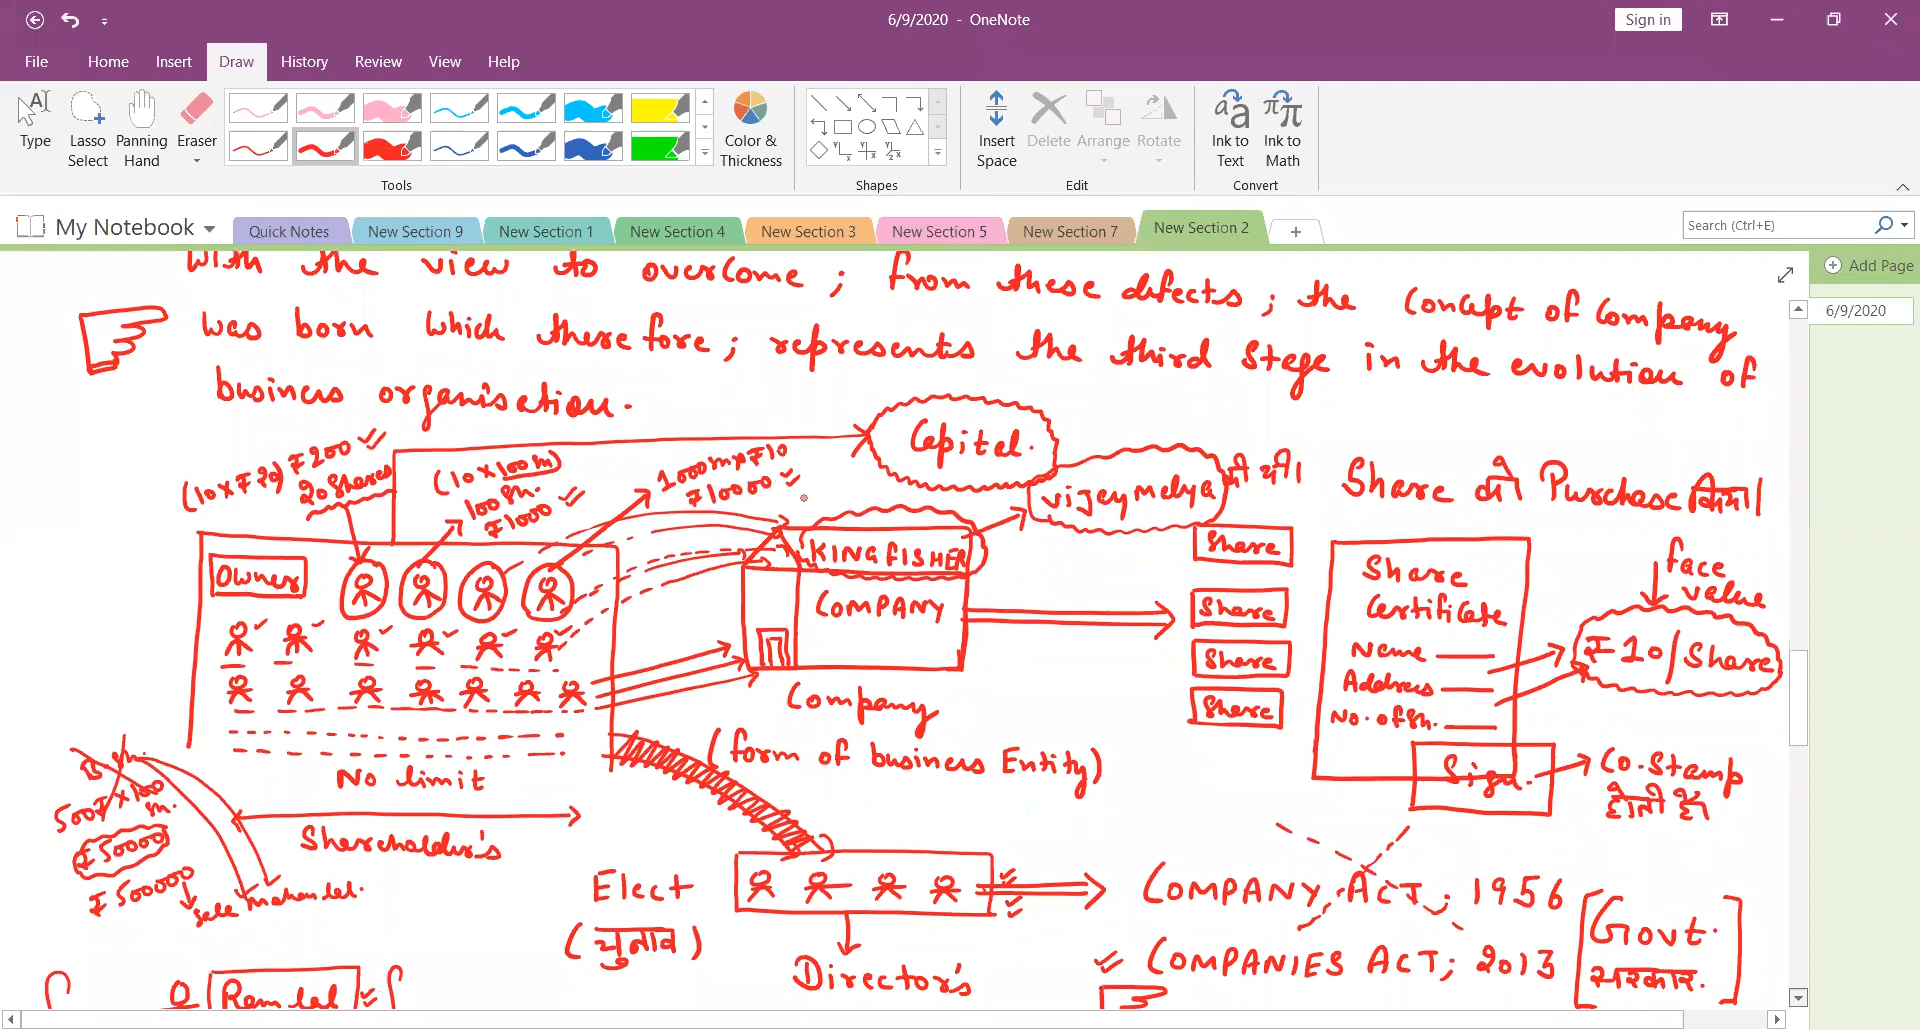 6/9/2020 - OneNote
Sign in
File Home Insert Draw History Review View Help
Type
Lasso Select
Panning Hand
Eraser
Color & Thickness
Insert Space
Delete
Arrange
Rotate
Ink to Text
Ink to Math
Tools
Shapes
Edit
Convert
My Notebook
Quick Notes
New Section 9
New Section 1
New Section 4
New Section 3
New Section 5
New Section 7
New Section 2
Search (Ctrl+E)
Add Page
6/9/2020
with the view to overcome ; from these defects ; the concept of company
was born which therefore ; represents the third stage in the evolution of
business organisation.
Capital.
(10x₹20) ₹200
20 shares
(10 x 100 sh)
100 sh.
₹1000
1000 sh x ₹10
₹10000
vijay malya
Share Purchase
Owner
KINGFISHER
COMPANY
Share
Share
Share
Share
Share Certificate
Name
Address
No. of sh.
Sign.
face value
₹10/Share
Company
(form of business Entity)
Co. Stamp
होती है
No limit
500₹ x 100 sh.
₹50000
₹500000
Shareholder's
Elect
(चुनाव)
Director's
COMPANY ACT, 1956
COMPANIES ACT; 2013
[Govt.
सरकार.]
Ramlal